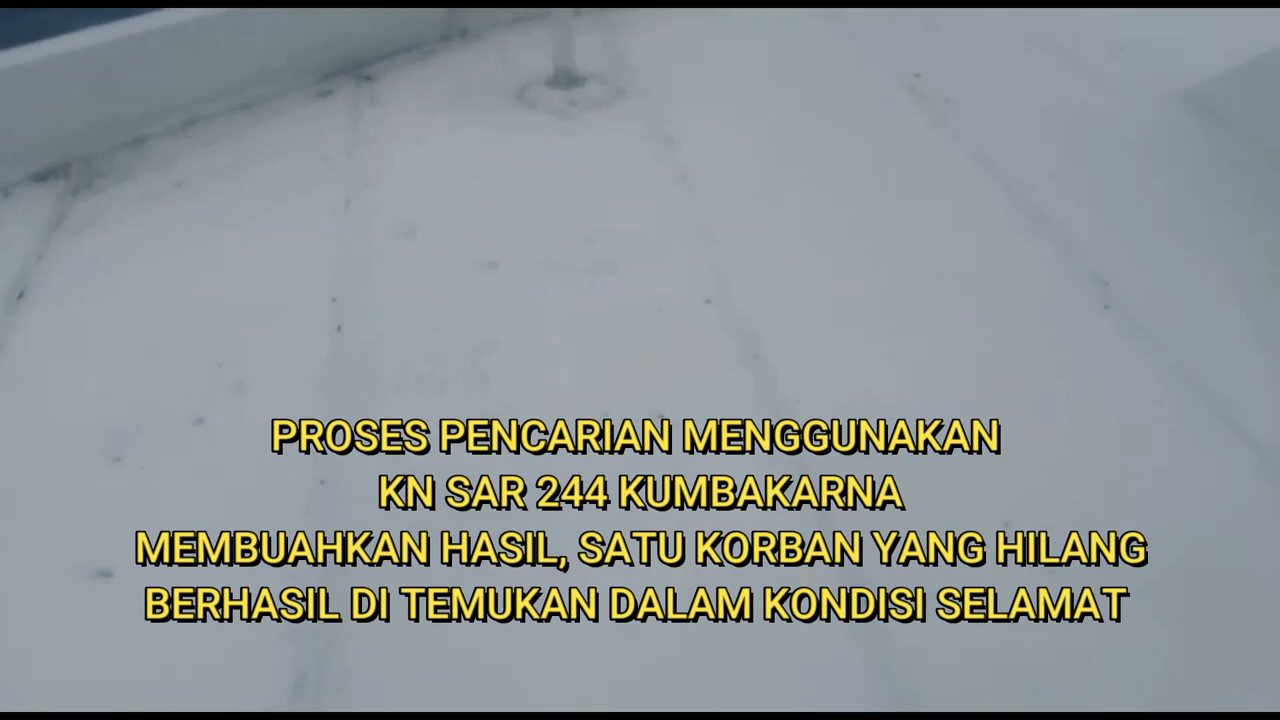 PROSES PENCARIAN MENGGUNAKAN
KN SAR 244 KUMBAKARNA
MEMBUAHKAN HASIL, SATU KORBAN YANG HILANG
BERHASIL DI TEMUKAN DALAM KONDISI SELAMAT